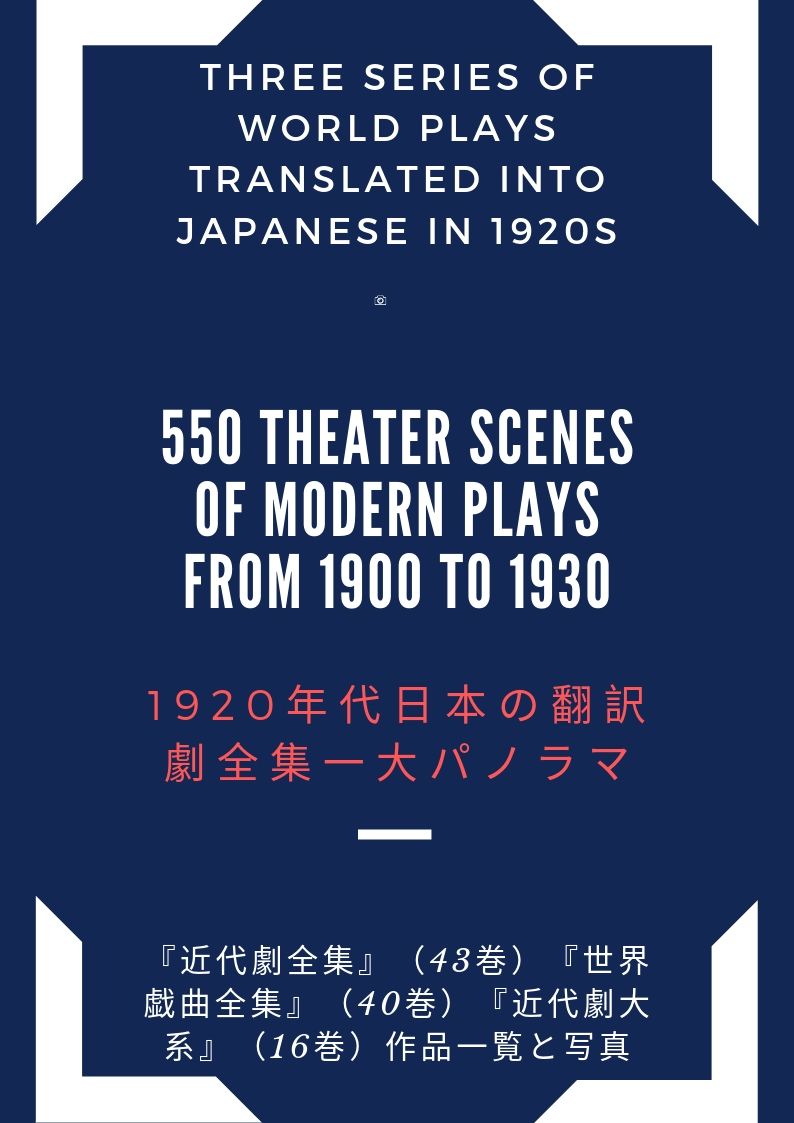 THREE SERIES OF
WORLD PLAYS
TRANSLATED INTO
JAPANESE IN 1920S
550 THEATER SCENES
OF MODERN PLAYS
FROM 1900 TO 1930
1920年代日本の翻訳
劇全集一大パノラマ
『近代劇全集』（43巻）『世界
戯曲全集』（40巻）『近代劇大
系』（16巻）作品一覧と写真